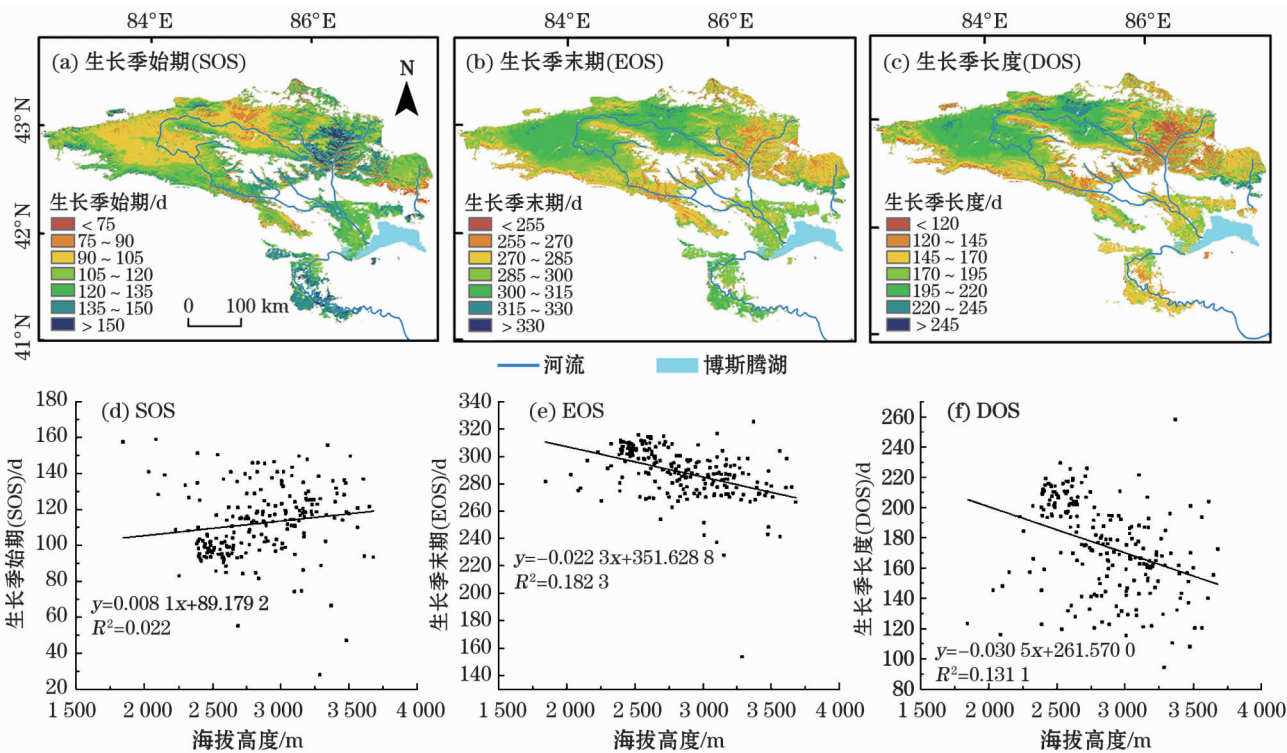 84°E 86°E 84°E 86°E 84°E 86°E
(a) 生长季始期(SOS)
N
(b) 生长季末期(EOS)
(c) 生长季长度(DOS)
43°N
42°N
41°N
生长季始期/d
< 75
75 ~ 90
90 ~ 105
105 ~ 120
120 ~ 135
135 ~ 150
> 150
0 100 km
生长季末期/d
< 255
255 ~ 270
270 ~ 285
285 ~ 300
300 ~ 315
315 ~ 330
> 330
生长季长度/d
< 120
120 ~ 145
145 ~ 170
170 ~ 195
195 ~ 220
220 ~ 245
> 245
河流 博斯腾湖
(d) SOS
生长季始期(SOS)/d
180
160
140
120
100
80
60
40
20
y=0.008 1x+89.179 2
R²=0.022
1 500 2 000 2 500 3 000 3 500 4 000
海拔高度/m
(e) EOS
生长季末期(EOS)/d
340
320
300
280
260
240
220
200
180
160
140
y=−0.022 3x+351.628 8
R²=0.182 3
1 500 2 000 2 500 3 000 3 500 4 000
海拔高度/m
(f) DOS
生长季长度(DOS)/d
260
240
220
200
180
160
140
120
100
80
y=−0.030 5x+261.570 0
R²=0.131 1
1 500 2 000 2 500 3 000 3 500 4 000
海拔高度/m